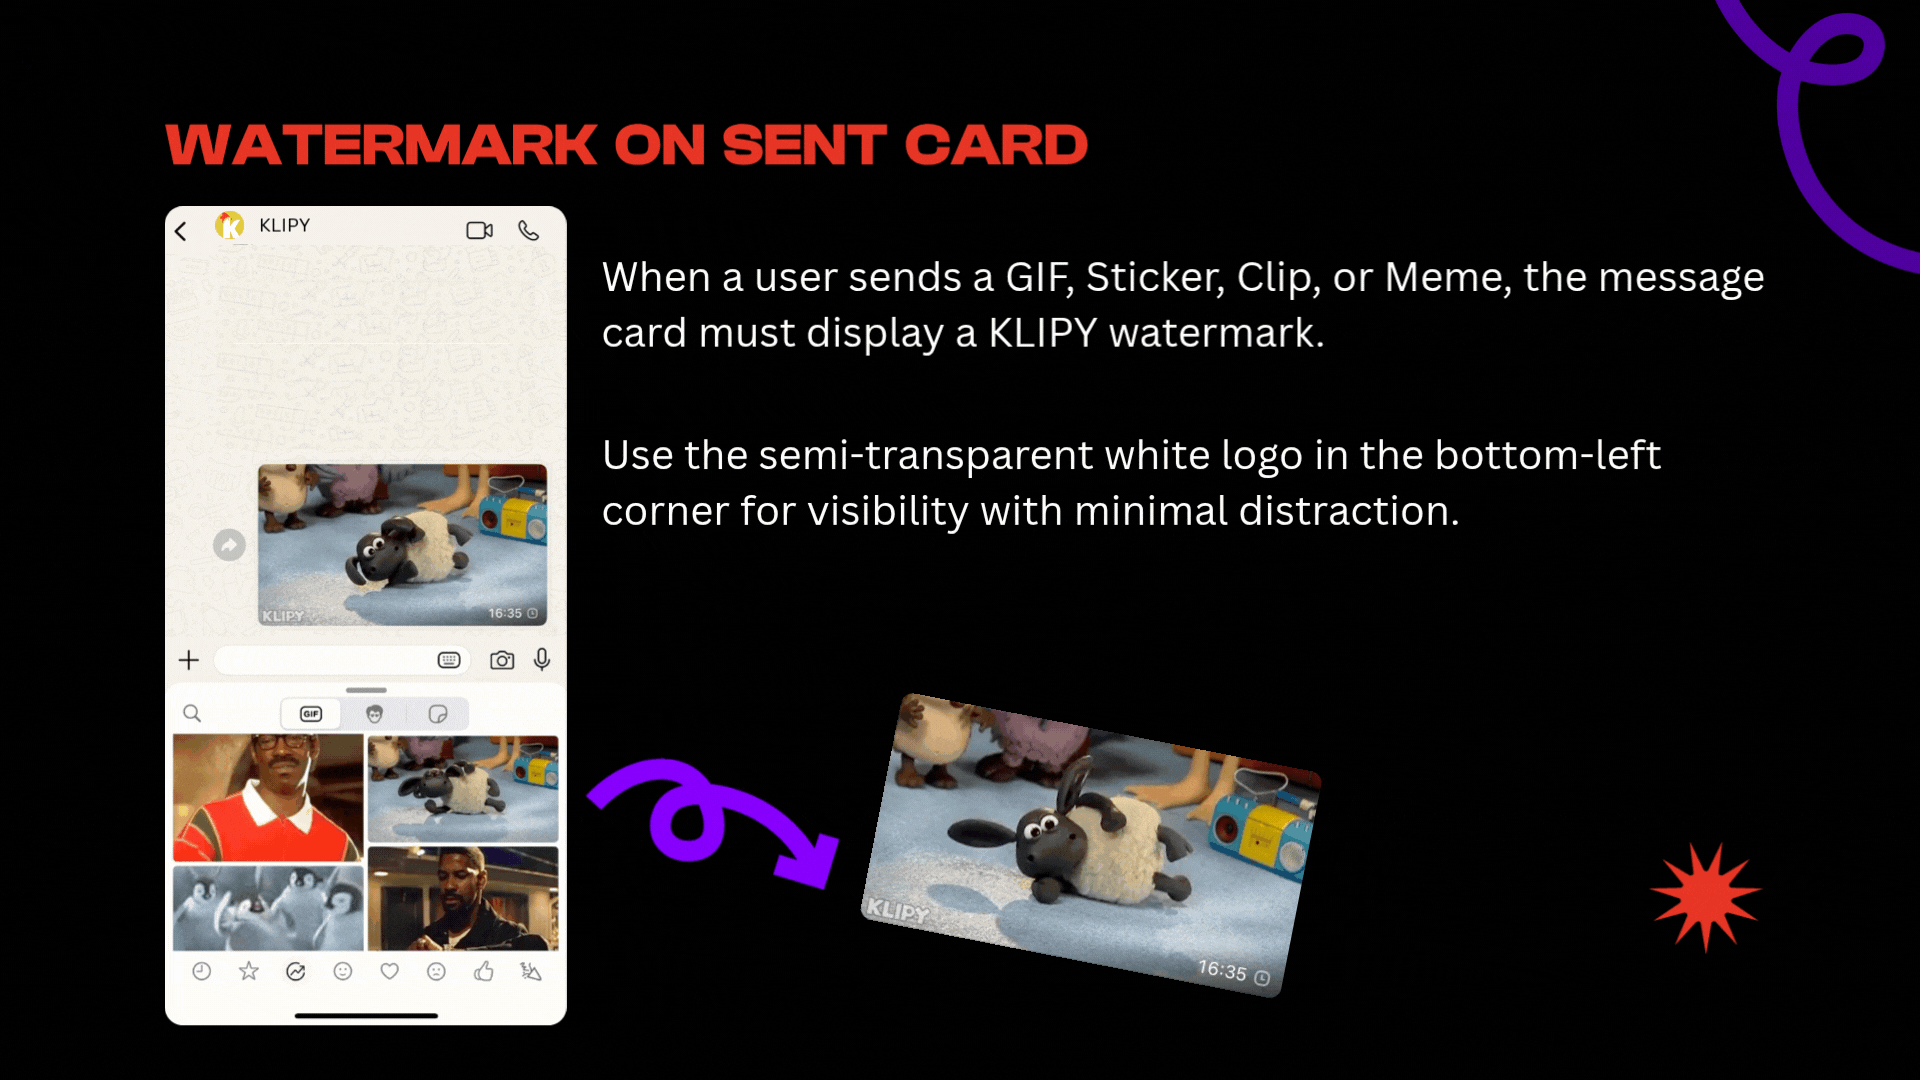 WATERMARK ON SENT CARD
KLIPY
When a user sends a GIF, Sticker, Clip, or Meme, the message
card must display a KLIPY watermark.
Use the semi-transparent white logo in the bottom-left
corner for visibility with minimal distraction.
KLIPY
16:35
GIF
KLIPY
16:35